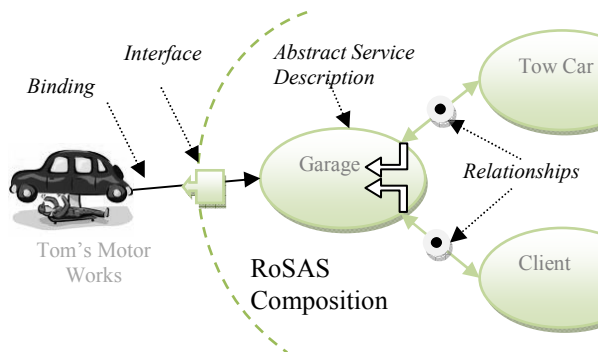 Interface
Binding
Abstract Service
Description
Tow Car
Garage
Relationships
Tom's Motor
Works
RoSAS
Composition
Client